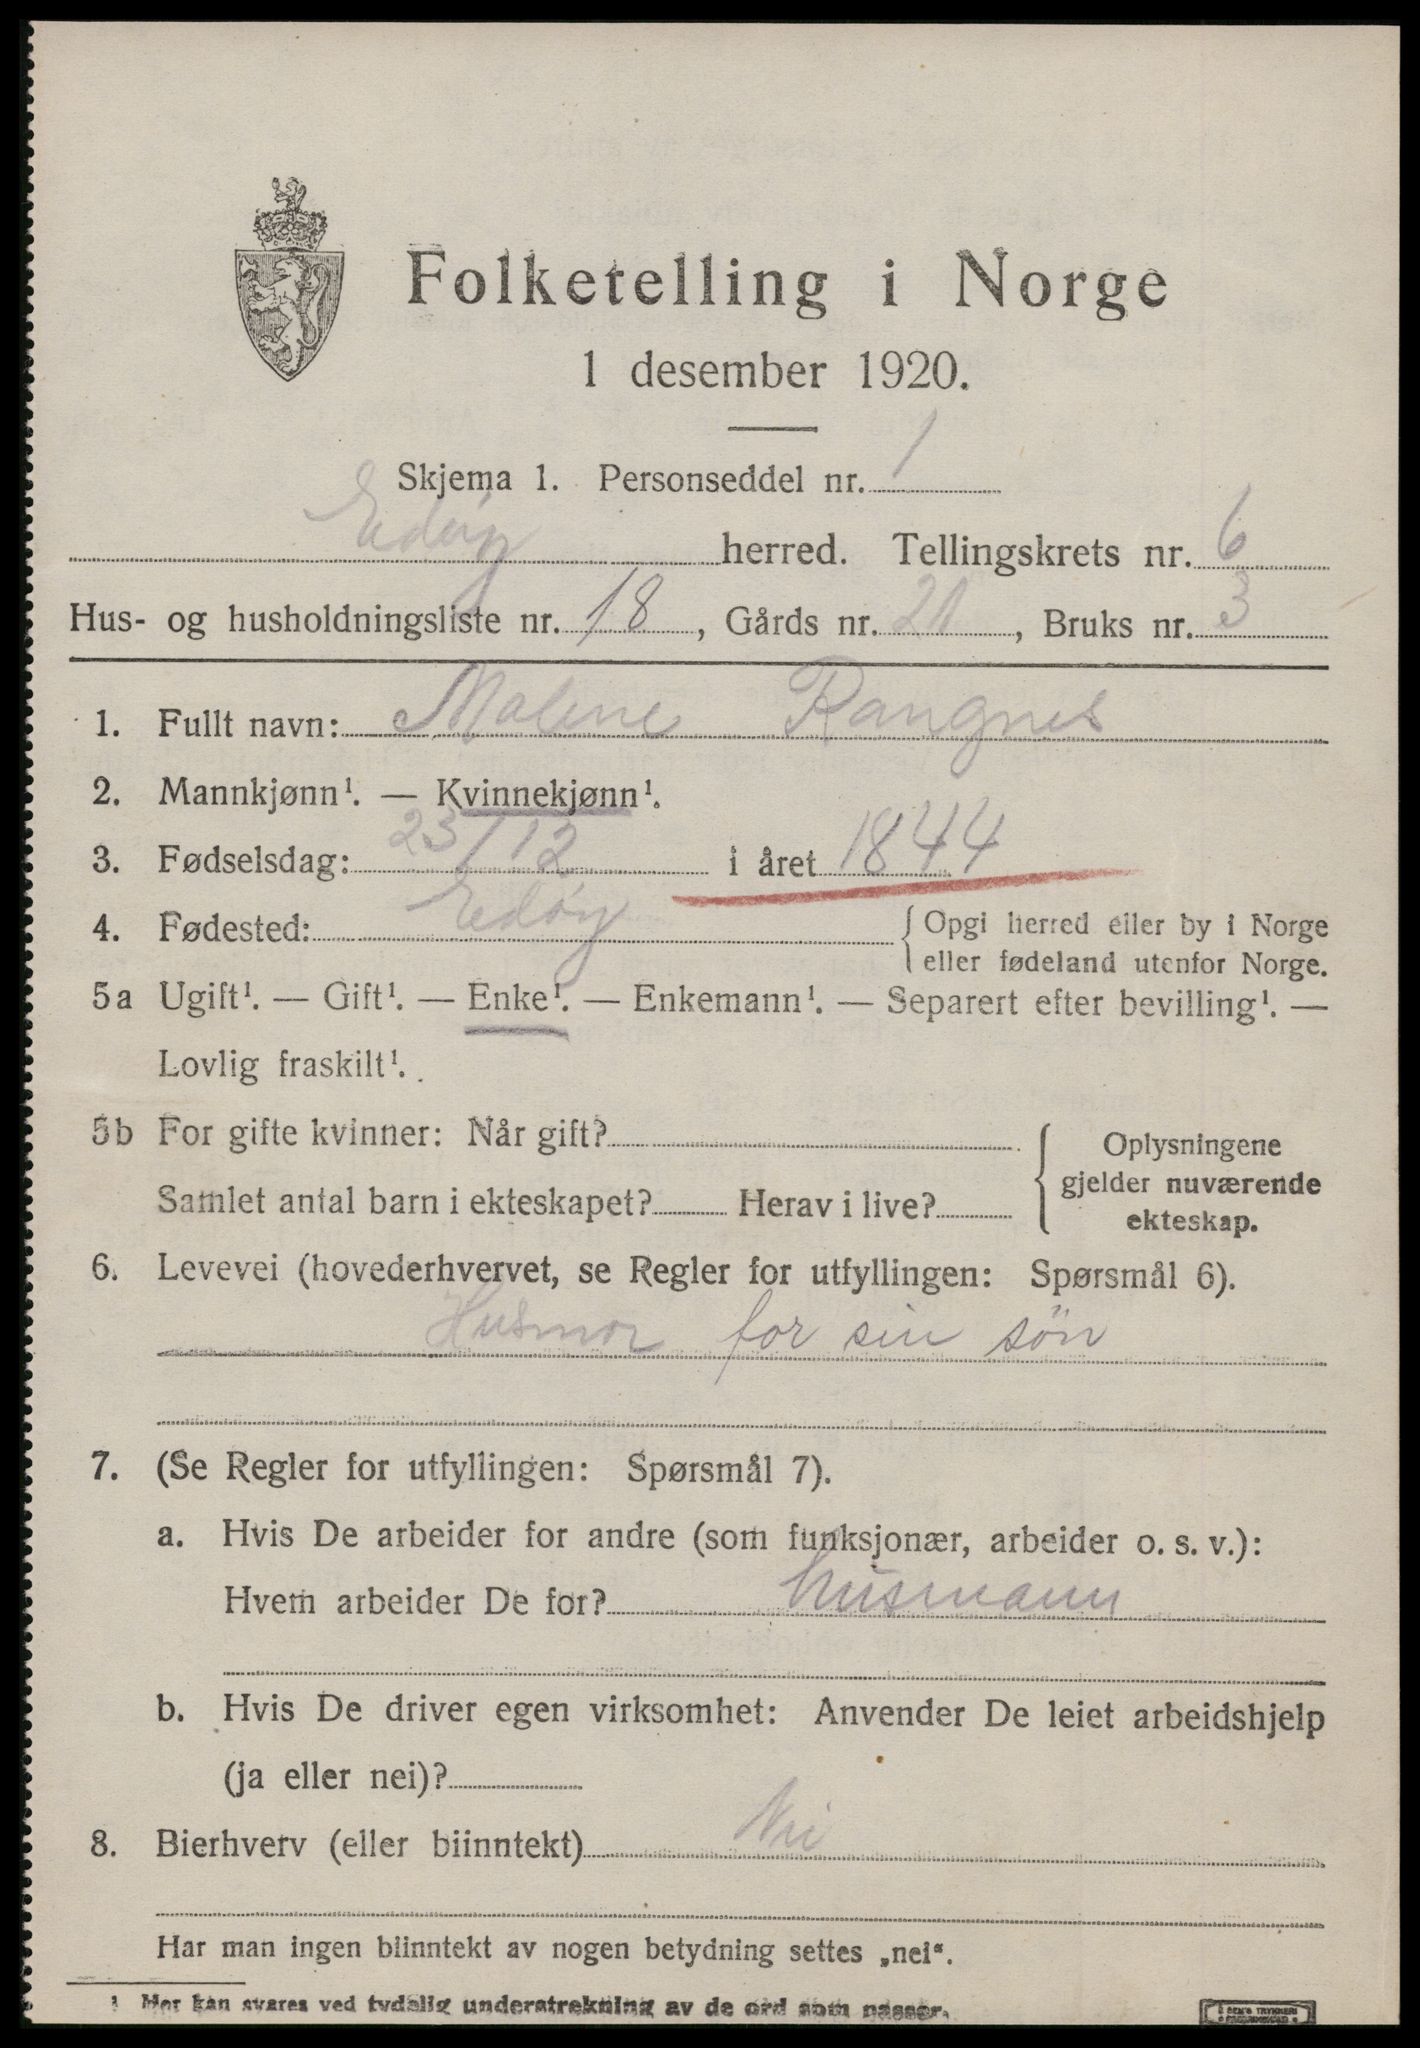 Folketelling i Norge
1 desember 1920.
Skjema 1. Personseddel nr. 1
Edøy herred. Tellingskrets nr. 6
Hus- og husholdningsliste nr. 18, Gårds nr. 21, Bruks nr. 3
1. Fullt navn: Malene Rangnes
2. Mannkjønn¹. — Kvinnekjønn¹.
3. Fødselsdag: 23/12 i året 1844
4. Fødested: Edøy { Opgi herred eller by i Norge
eller fødeland utenfor Norge.
5a Ugift¹. — Gift¹. — Enke¹. — Enkemann¹. — Separert efter bevilling¹. —
Lovlig fraskilt¹.
5b For gifte kvinner: Når gift?
Samlet antal barn i ekteskapet? Herav i live?
Oplysningene
gjelder nuværende
ekteskap.
6. Levevei (hovederhvervet, se Regler for utfyllingen: Spørsmål 6).
Husmor for sin sön
7. (Se Regler for utfyllingen: Spørsmål 7).
a. Hvis De arbeider for andre (som funksjonær, arbeider o. s. v.):
Hvem arbeider De for? husmann
b. Hvis De driver egen virksomhet: Anvender De leiet arbeidshjelp
(ja eller nei)?
8. Bierhverv (eller biinntekt) Nei
Har man ingen biinntekt av nogen betydning settes „nei“.
¹ Her kan svares ved tydelig understrekning av de ord som passer.